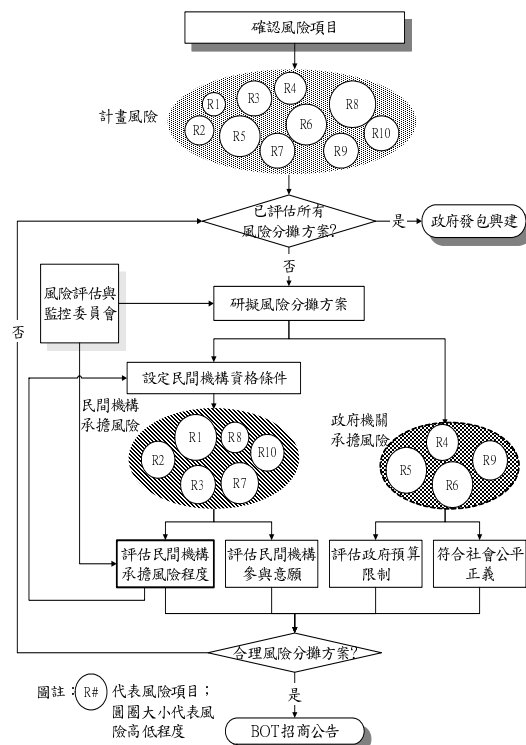 確認風險項目
計畫風險
R1
R2
R3
R4
R5
R6
R7
R8
R9
R10
已評估所有
風險分攤方案?
是
政府發包興建
否
風險評估與
監控委員會
研擬風險分攤方案
否
設定民間機構資格條件
民間機構
承擔風險
R1
R2
R3
R7
R8
R10
政府機關
承擔風險
R4
R5
R6
R9
評估民間機構
承擔風險程度
評估民間機構
參與意願
評估政府預算
限制
符合社會公平
正義
合理風險分攤方案?
是
BOT招商公告
圖註：R# 代表風險項目；
圓圈大小代表風
險高低程度